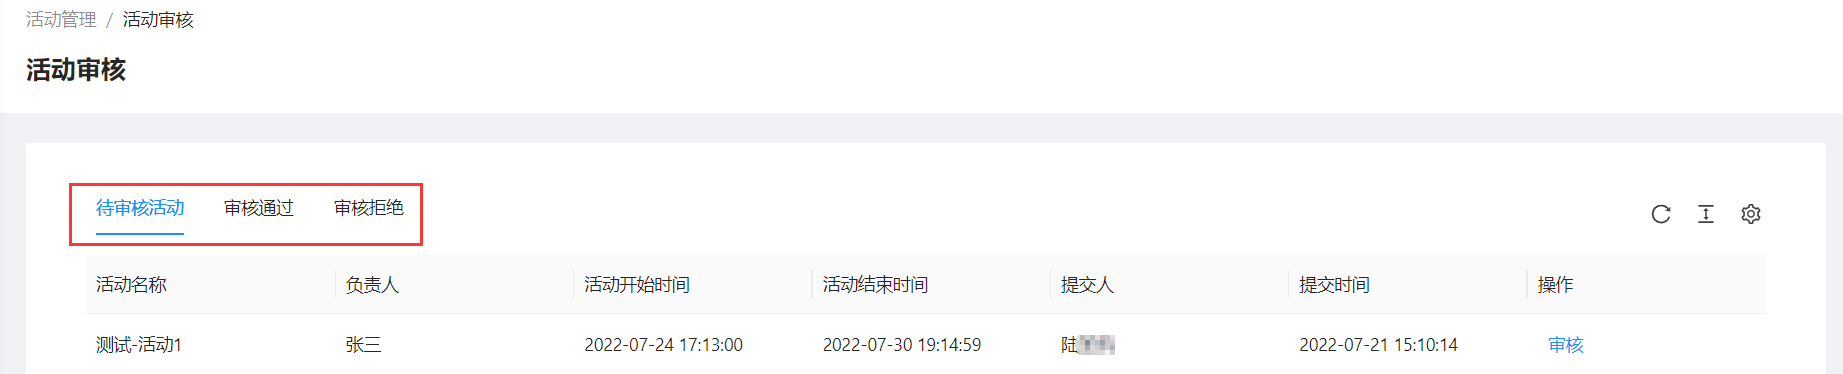 活动管理 / 活动审核
活动审核
待审核活动 审核通过 审核拒绝
活动名称 负责人 活动开始时间 活动结束时间 提交人 提交时间 操作
测试-活动1 张三 2022-07-24 17:13:00 2022-07-30 19:14:59 陆 2022-07-21 15:10:14 审核